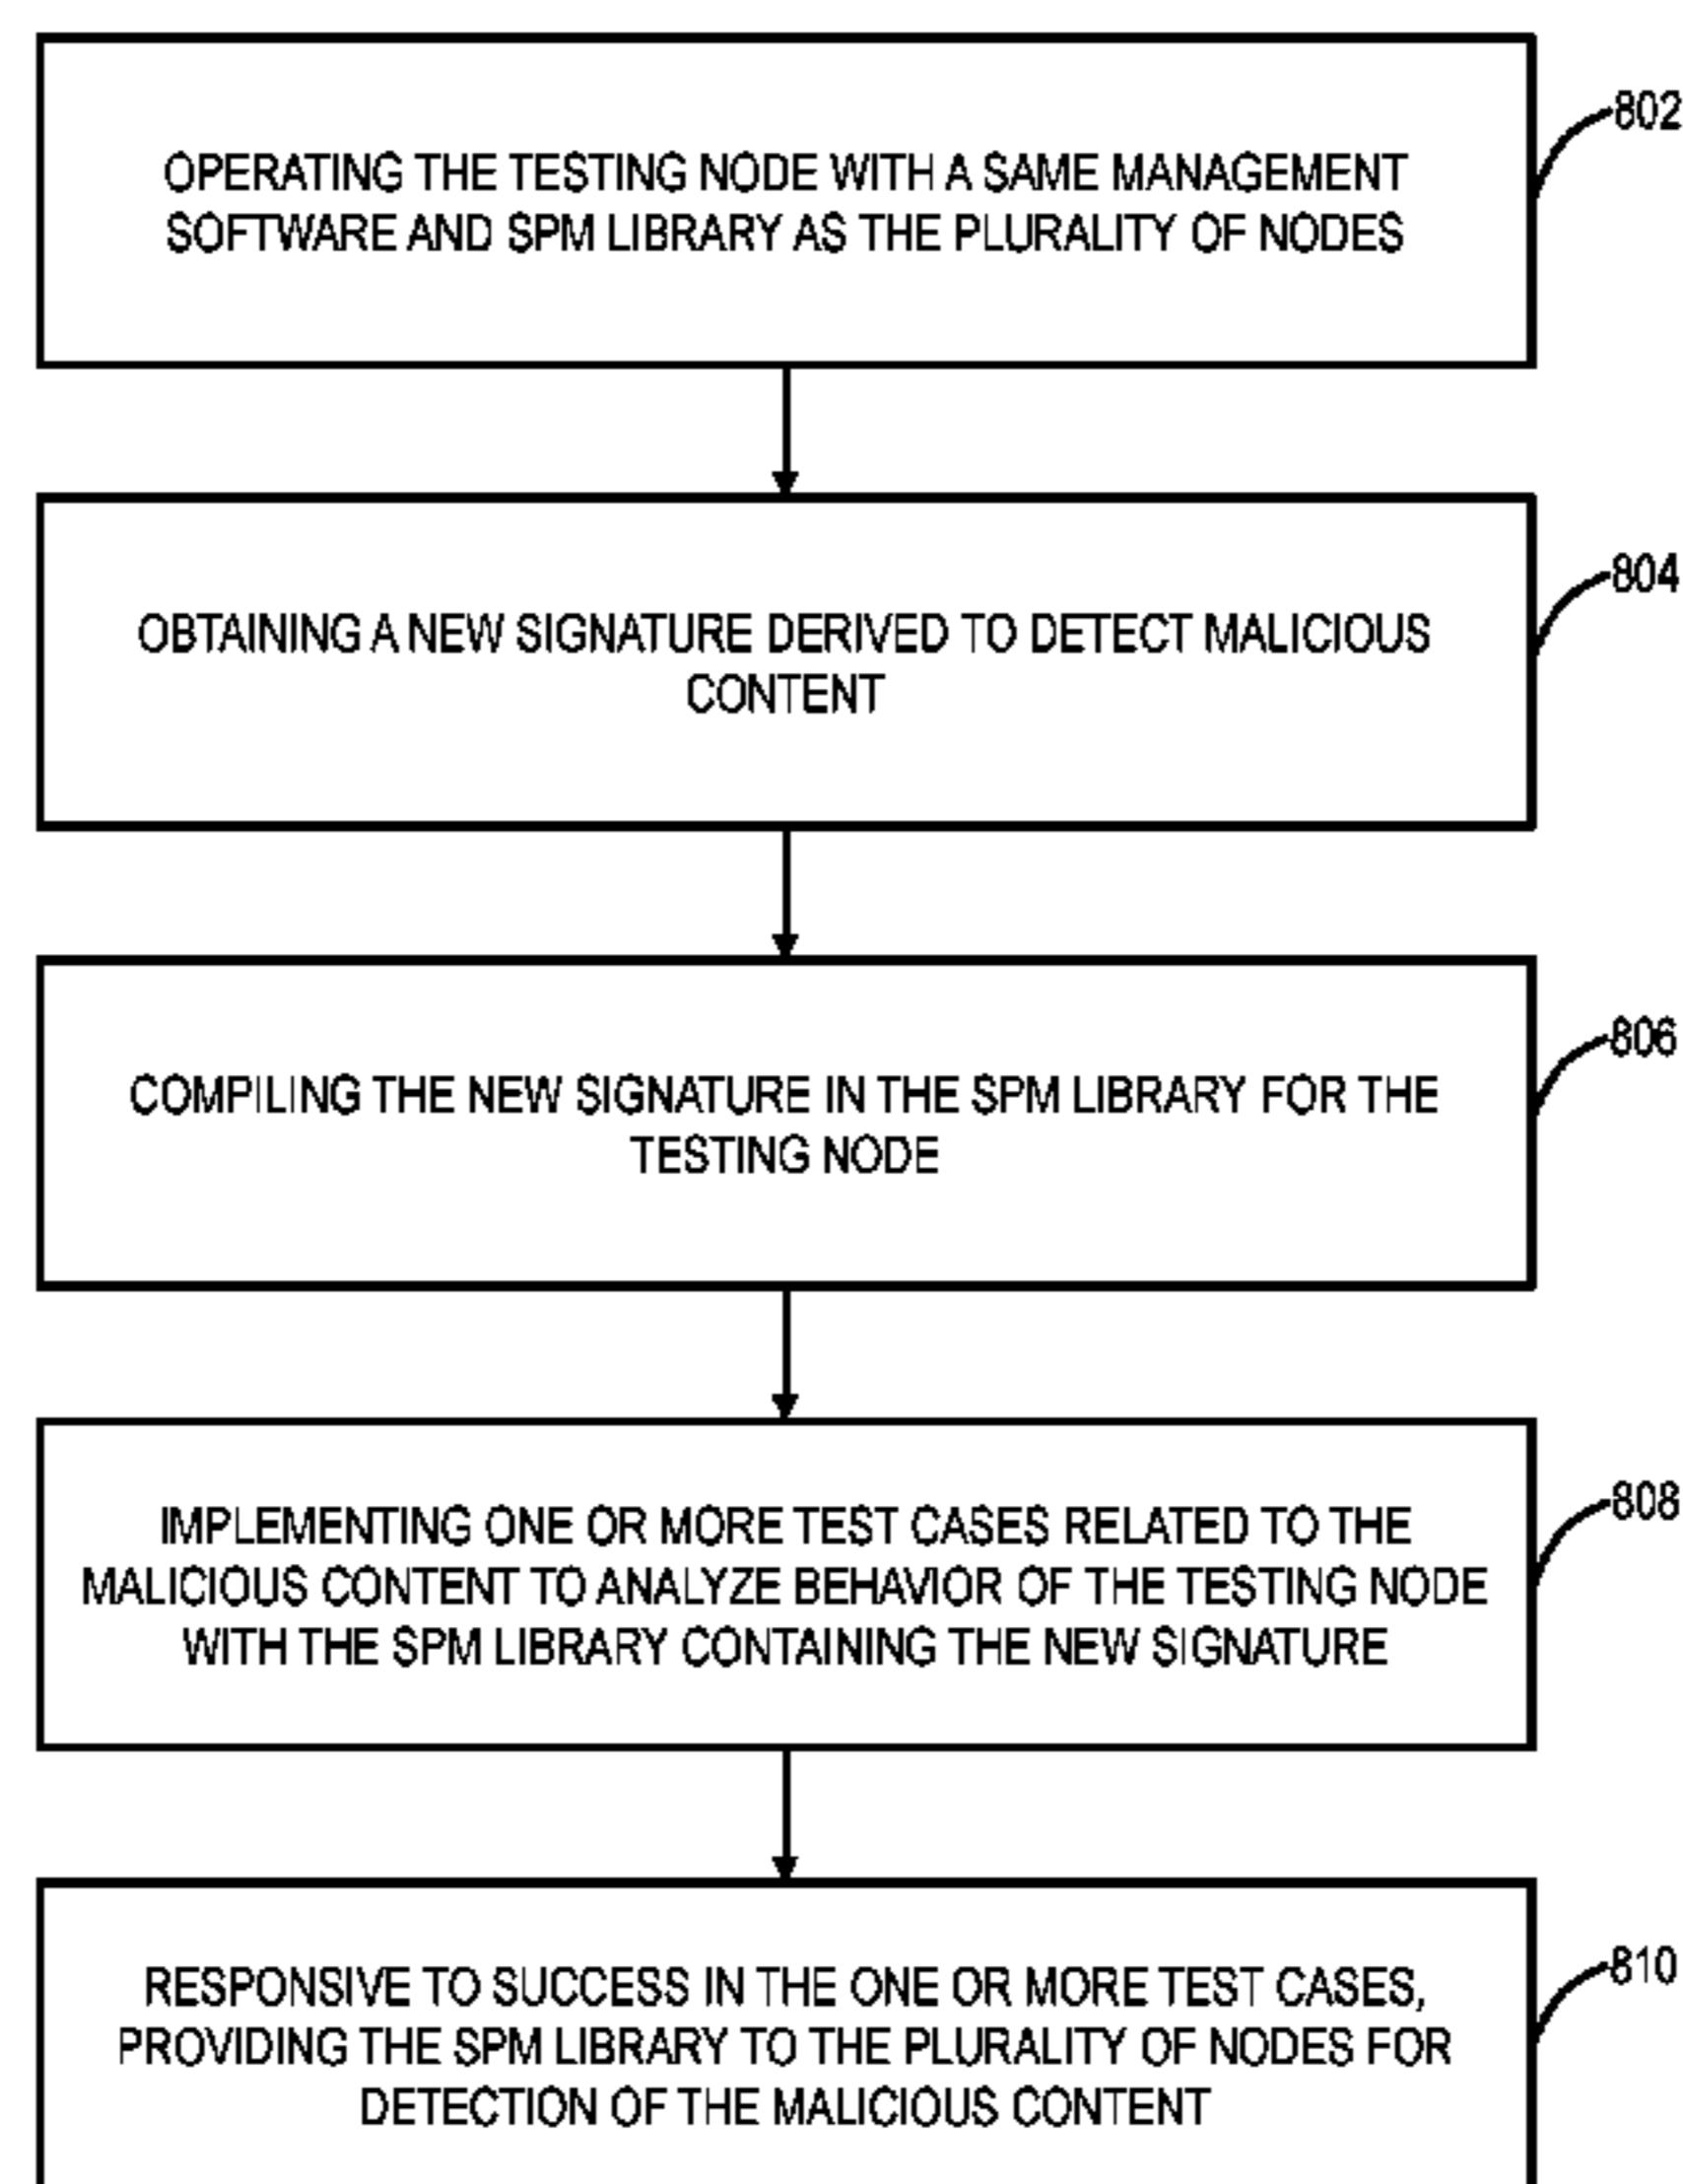 802
OPERATING THE TESTING NODE WITH A SAME MANAGEMENT
SOFTWARE AND SPM LIBRARY AS THE PLURALITY OF NODES
804
OBTAINING A NEW SIGNATURE DERIVED TO DETECT MALICIOUS
CONTENT
806
COMPILING THE NEW SIGNATURE IN THE SPM LIBRARY FOR THE
TESTING NODE
808
IMPLEMENTING ONE OR MORE TEST CASES RELATED TO THE
MALICIOUS CONTENT TO ANALYZE BEHAVIOR OF THE TESTING NODE
WITH THE SPM LIBRARY CONTAINING THE NEW SIGNATURE
810
RESPONSIVE TO SUCCESS IN THE ONE OR MORE TEST CASES,
PROVIDING THE SPM LIBRARY TO THE PLURALITY OF NODES FOR
DETECTION OF THE MALICIOUS CONTENT